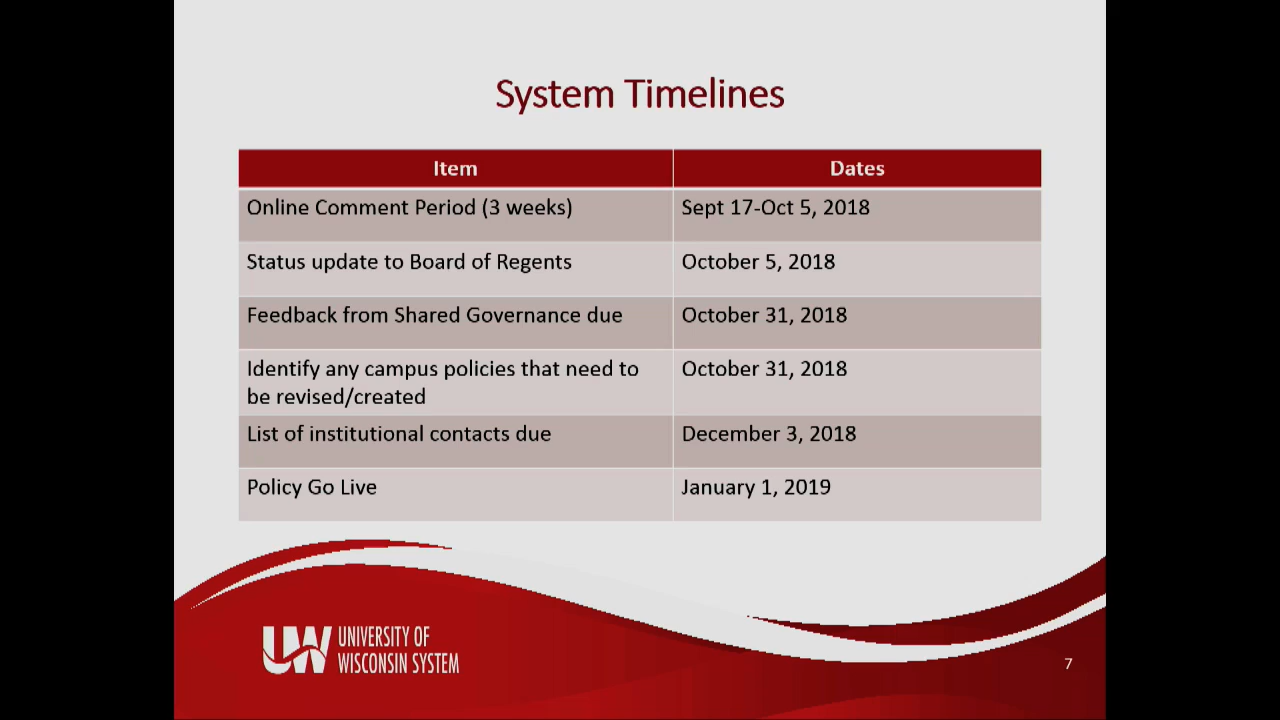 System Timelines
Item
Dates
Online Comment Period (3 weeks)
Sept 17-Oct 5, 2018
Status update to Board of Regents
October 5, 2018
Feedback from Shared Governance due
October 31, 2018
Identify any campus policies that need to
be revised/created
October 31, 2018
List of institutional contacts due
December 3, 2018
Policy Go Live
January 1, 2019
UW
UNIVERSITY OF
WISCONSIN SYSTEM
7